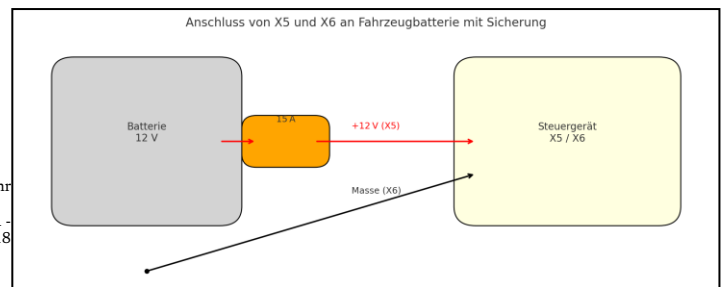 Anschluss von X5 und X6 an Fahrzeugbatterie mit Sicherung
Batterie
12 V
15 A
+12 V (X5)
Steuergerät
X5 / X6
Masse (X6)